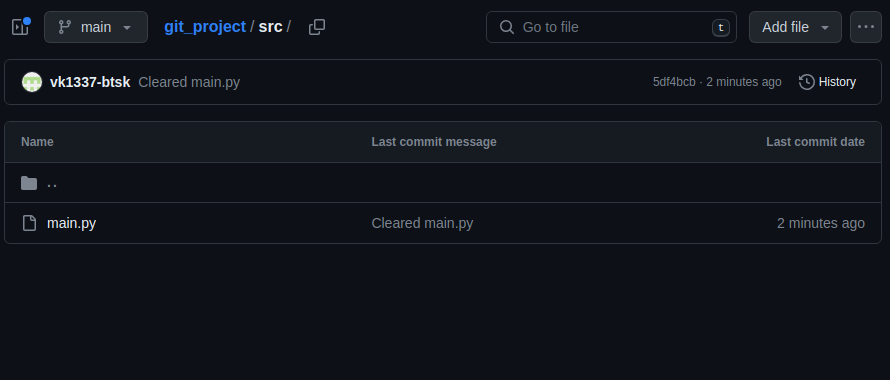 main git_project / src / Go to file t Add file ...
vk1337-btsk Cleared main.py 5df4bcb · 2 minutes ago History
Name Last commit message Last commit date
..
main.py Cleared main.py 2 minutes ago